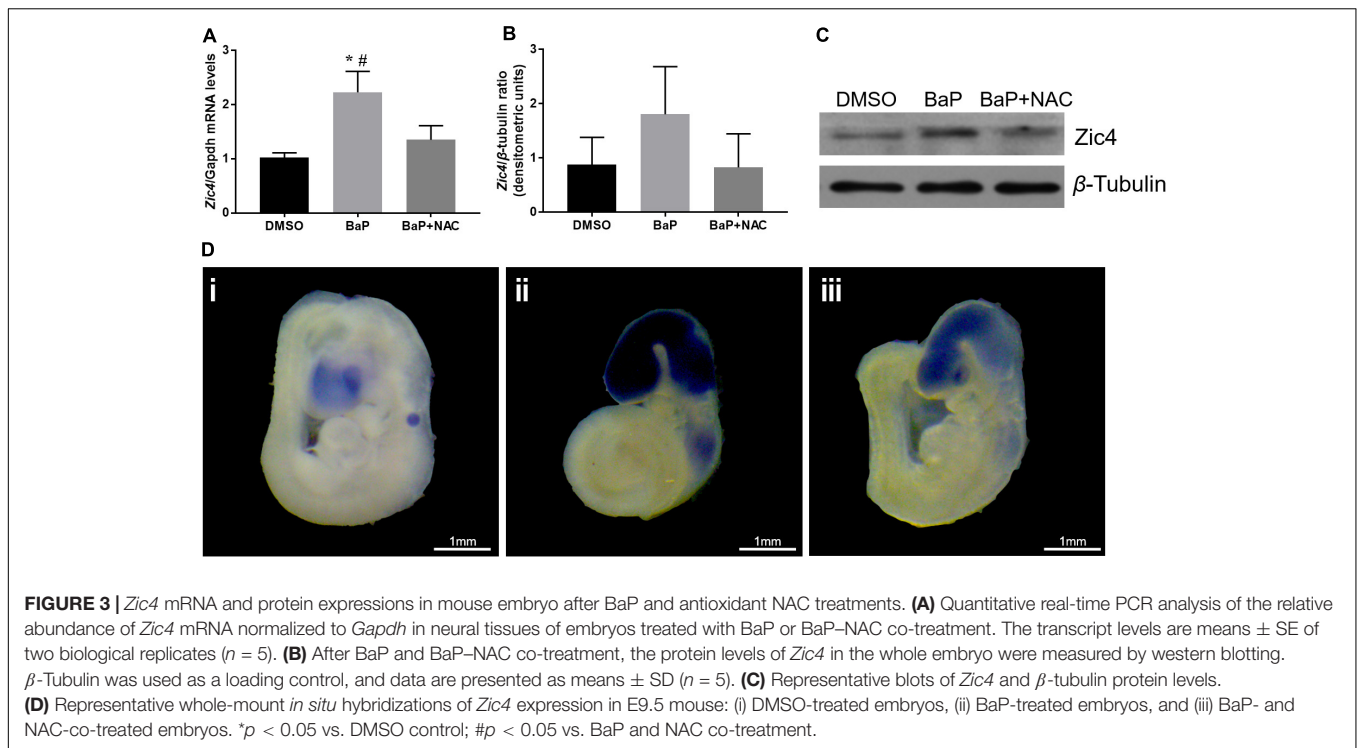 A
Zic4/Gapdh mRNA levels
3
2
1
0
* #
DMSO BaP BaP+NAC
B
Zic4/β-tubulin ratio
(densitometric units)
3
2
1
0
DMSO BaP BaP+NAC
C
DMSO BaP BaP+NAC
Zic4
β-Tubulin
D
i
1mm
ii
1mm
iii
1mm
FIGURE 3 | Zic4 mRNA and protein expressions in mouse embryo after BaP and antioxidant NAC treatments. (A) Quantitative real-time PCR analysis of the relative
abundance of Zic4 mRNA normalized to Gapdh in neural tissues of embryos treated with BaP or BaP–NAC co-treatment. The transcript levels are means ± SE of
two biological replicates (n = 5). (B) After BaP and BaP–NAC co-treatment, the protein levels of Zic4 in the whole embryo were measured by western blotting.
β-Tubulin was used as a loading control, and data are presented as means ± SD (n = 5). (C) Representative blots of Zic4 and β-tubulin protein levels.
(D) Representative whole-mount in situ hybridizations of Zic4 expression in E9.5 mouse: (i) DMSO-treated embryos, (ii) BaP-treated embryos, and (iii) BaP- and
NAC-co-treated embryos. *p < 0.05 vs. DMSO control; #p < 0.05 vs. BaP and NAC co-treatment.